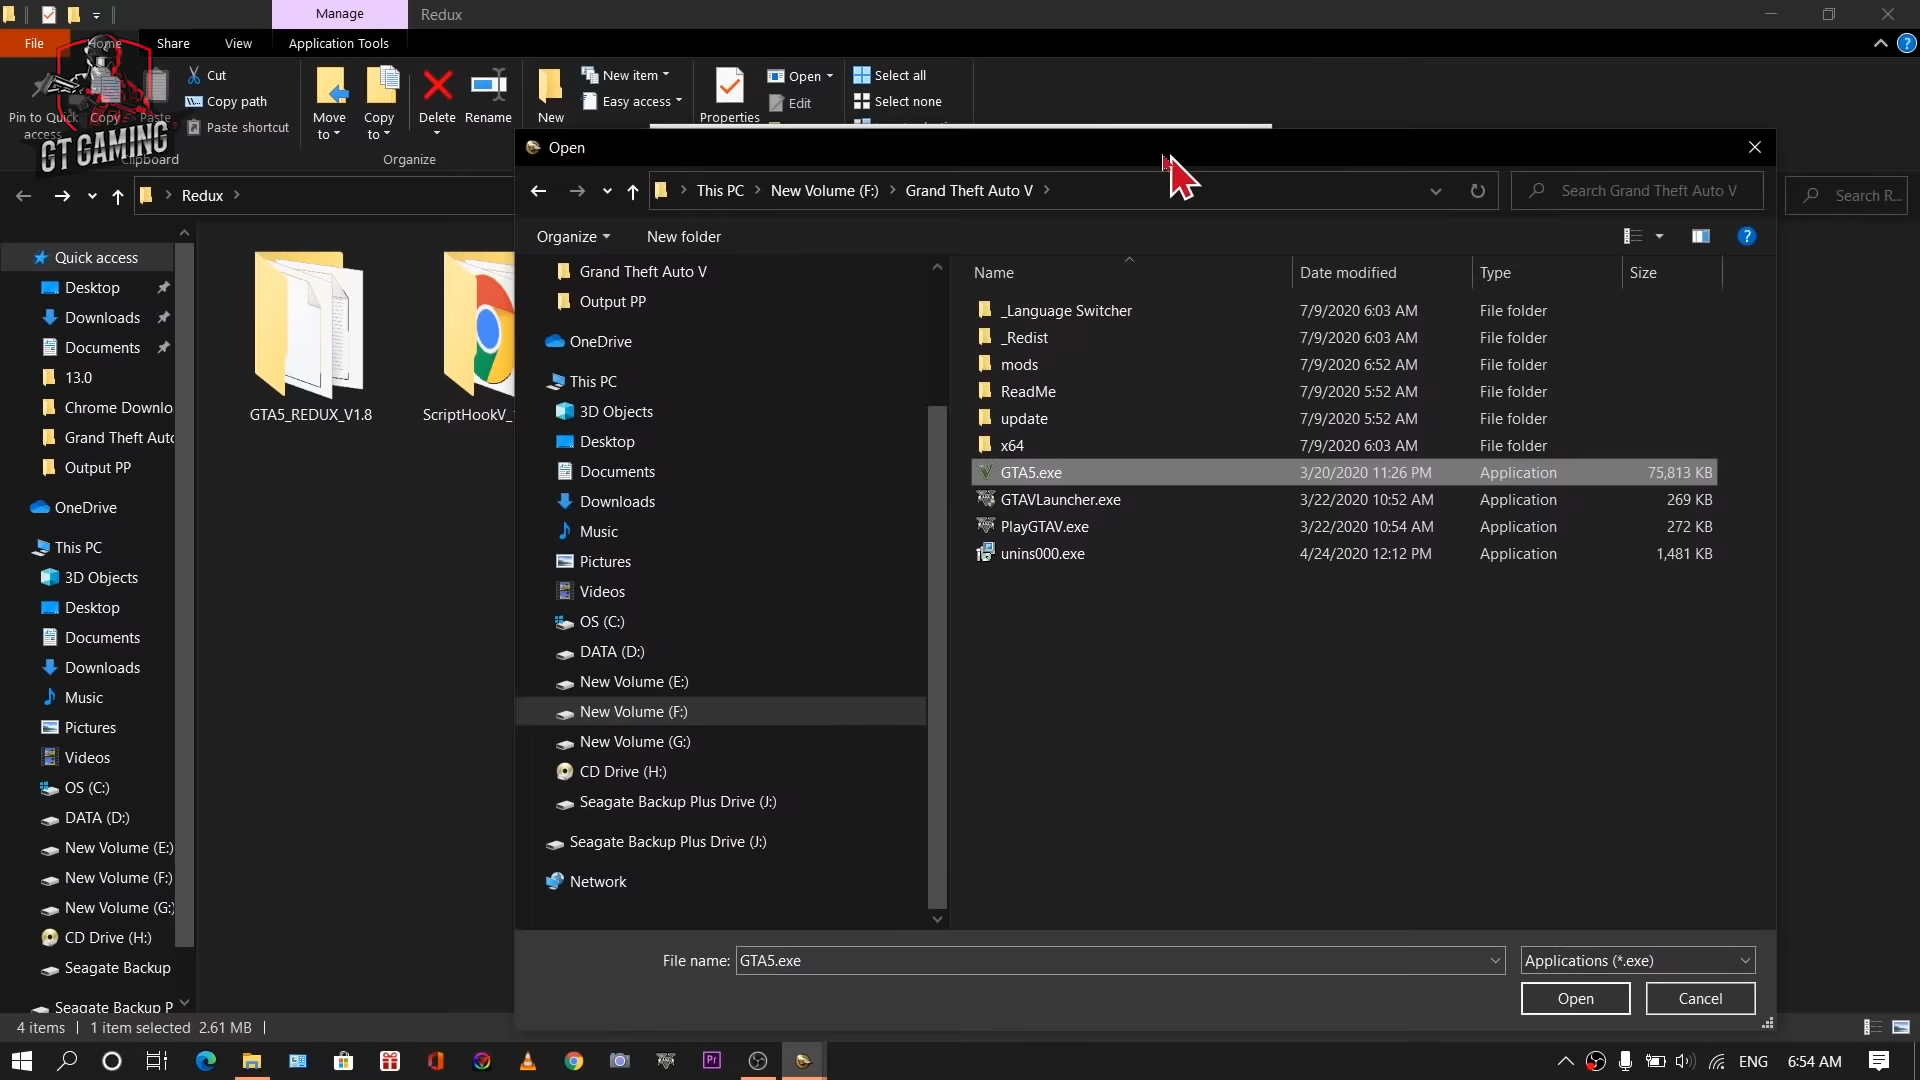 Manage
Redux
File
Home
Share
View
Application Tools
Pin to Quick access
Copy
Paste
Cut
Copy path
Paste shortcut
Clipboard
GT GAMING
Move to
Copy to
Delete
Rename
Organize
New
New item
Easy access
Properties
Open
Edit
Select all
Select none
Redux
Search R...
Quick access
Desktop
Downloads
Documents
13.0
Chrome Downlo
Grand Theft Auto
Output PP
OneDrive
This PC
3D Objects
Desktop
Documents
Downloads
Music
Pictures
Videos
OS (C:)
DATA (D:)
New Volume (E:)
New Volume (F:)
New Volume (G:)
CD Drive (H:)
Seagate Backup
Seagate Backup P
GTA5_REDUX_V1.8
ScriptHookV_
Open
This PC
New Volume (F:)
Grand Theft Auto V
Search Grand Theft Auto V
Organize
New folder
Grand Theft Auto V
Output PP
OneDrive
This PC
3D Objects
Desktop
Documents
Downloads
Music
Pictures
Videos
OS (C:)
DATA (D:)
New Volume (E:)
New Volume (F:)
New Volume (G:)
CD Drive (H:)
Seagate Backup Plus Drive (J:)
Seagate Backup Plus Drive (J:)
Network
Name Date modified Type Size
_Language Switcher 7/9/2020 6:03 AM File folder
_Redist 7/9/2020 6:03 AM File folder
mods 7/9/2020 6:52 AM File folder
ReadMe 7/9/2020 5:52 AM File folder
update 7/9/2020 5:52 AM File folder
x64 7/9/2020 6:03 AM File folder
GTA5.exe 3/20/2020 11:26 PM Application 75,813 KB
GTAVLauncher.exe 3/22/2020 10:52 AM Application 269 KB
PlayGTAV.exe 3/22/2020 10:54 AM Application 272 KB
unins000.exe 4/24/2020 12:12 PM Application 1,481 KB
File name: GTA5.exe
Applications (*.exe)
Open
Cancel
4 items 1 item selected 2.61 MB
Pr
ENG
6:54 AM